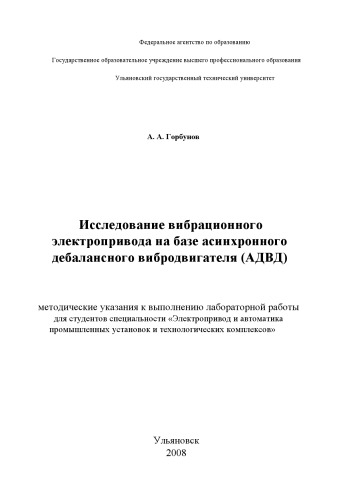 Федеральное агентство по образованию
Государственное образовательное учреждение высшего профессионального образования
Ульяновский государственный технический университет
А. А. Горбунов
Исследование вибрационного
электропривода на базе асинхронного
дебалансного вибродвигателя (АДВД)
методические указания к выполнению лабораторной работы
для студентов специальности «Электропривод и автоматика
промышленных установок и технологических комплексов»
Ульяновск
2008